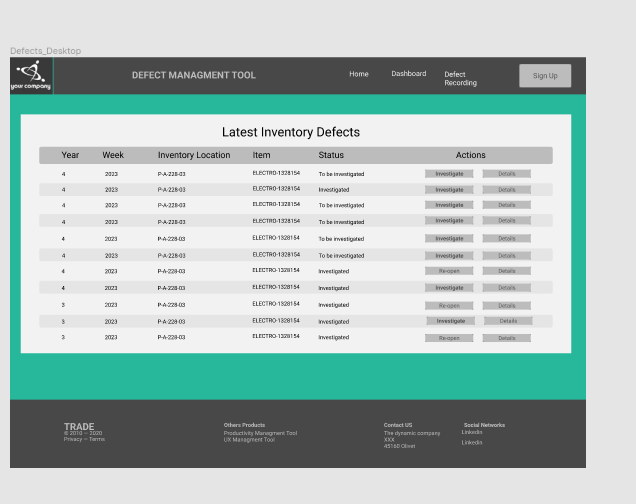 Defects_Desktop
your company
DEFECT MANAGMENT TOOL
Home
Dashboard
Defect
Recording
Sign Up
Latest Inventory Defects
Year Week Inventory Location Item Status Actions
4 2023 P-A-228-03 ELECTRO-1328154 To be investigated Investigate Details
4 2023 P-A-228-03 ELECTRO-1328154 Investigated Investigate Details
4 2023 P-A-228-03 ELECTRO-1328154 To be investigated Investigate Details
4 2023 P-A-228-03 ELECTRO-1328154 To be investigated Investigate Details
4 2023 P-A-228-03 ELECTRO-1328154 To be investigated Investigate Details
4 2023 P-A-228-03 ELECTRO-1328154 To be investigated Investigate Details
4 2023 P-A-228-03 ELECTRO-1328154 Investigated Re-open Details
4 2023 P-A-228-03 ELECTRO-1328154 Investigated Investigate Details
3 2023 P-A-228-03 ELECTRO-1328154 Investigated Re-open Details
3 2023 P-A-228-03 ELECTRO-1328154 Investigated Investigate Details
3 2023 P-A-228-03 ELECTRO-1328154 Investigated Re-open Details
TRADE
© 2010 — 2020
Privacy — Terms
Others Products
Productivity Managment Tool
UX Managment Tool
Contact US
The dynamic company
XXX
45160 Olivet
Social Networks
Linkedin
Linkedin